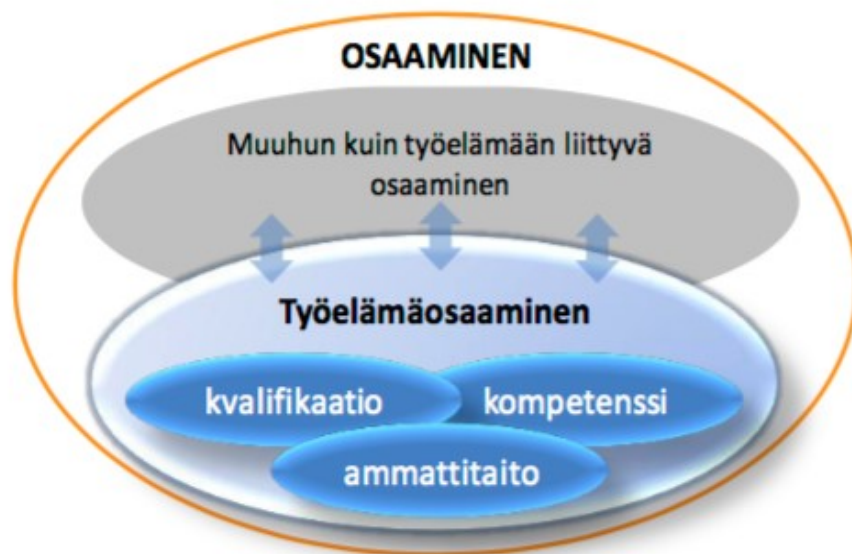 OSAAMINEN
Muuhun kuin työelämään liittyvä
osaaminen
Työelämäosaaminen
kvalifikaatio
kompetenssi
ammattitaito